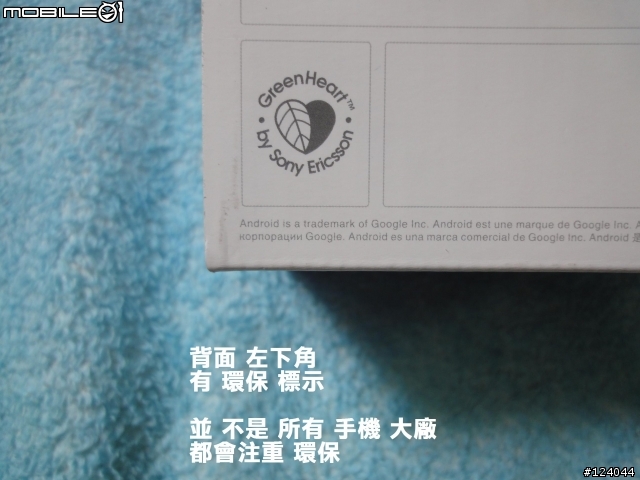 MOBILE01
GreenHeart™
by Sony Ericsson
Android is a trademark of Google Inc. Android est une marque de Google Inc.
корпорации Google. Android es una marca comercial de Google Inc. Android 是
背面 左下角
有 環保 標示
並 不是 所有 手機 大廠
都會注重 環保
#124044